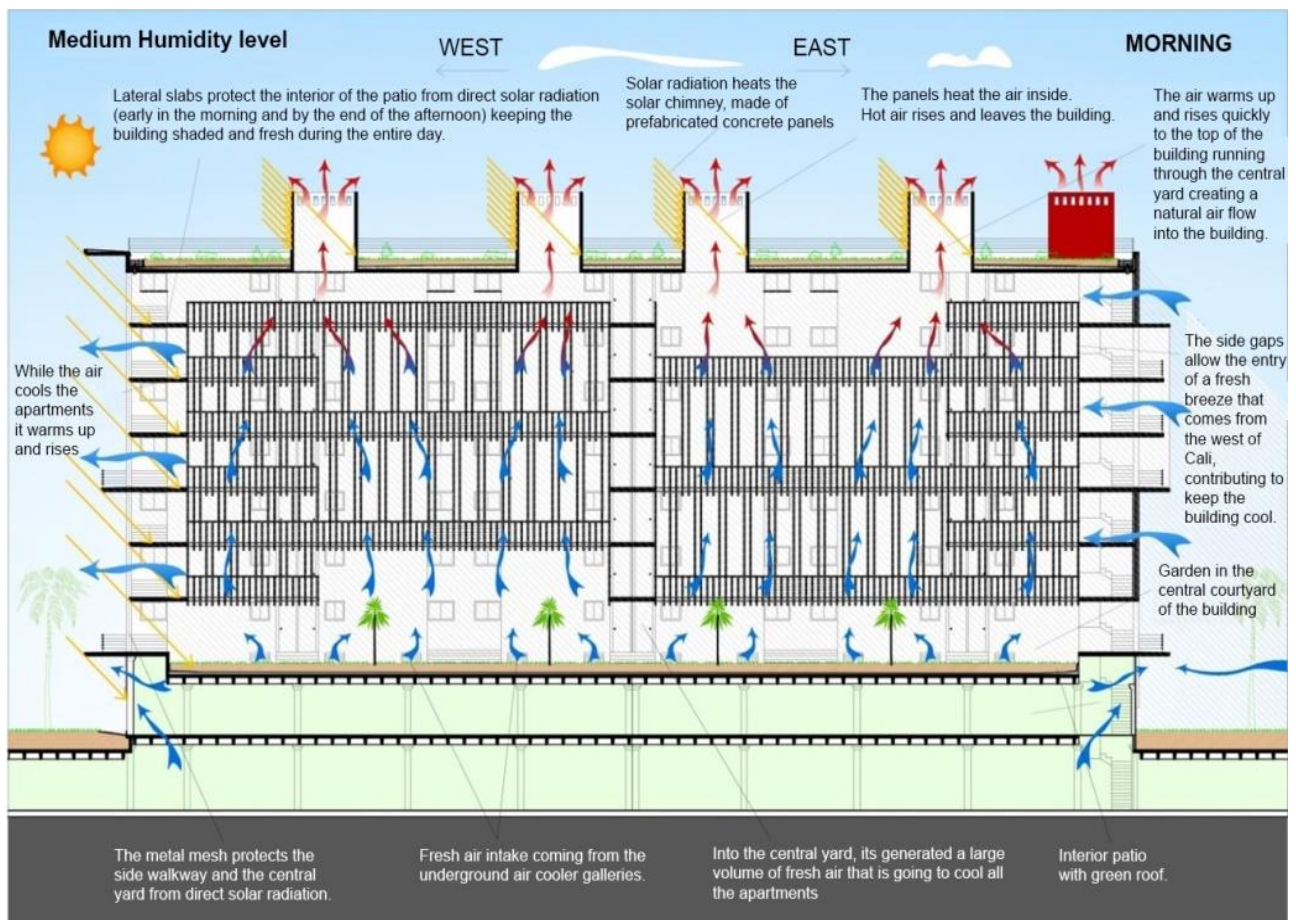 Medium Humidity level
WEST
EAST
MORNING
Lateral slabs protect the interior of the patio from direct solar radiation
(early in the morning and by the end of the afternoon) keeping the
building shaded and fresh during the entire day.
Solar radiation heats the
solar chimney, made of
prefabricated concrete panels
The panels heat the air inside.
Hot air rises and leaves the building.
The air warms up
and rises quickly
to the top of the
building running
through the central
yard creating a
natural air flow
into the building.
While the air
cools the
apartments
it warms up
and rises
The side gaps
allow the entry
of a fresh
breeze that
comes from
the west of
Cali,
contributing to
keep the
building cool.
Garden in the
central courtyard
of the building
The metal mesh protects the
side walkway and the central
yard from direct solar radiation.
Fresh air intake coming from the
underground air cooler galleries.
Into the central yard, its generated a large
volume of fresh air that is going to cool all
the apartments
Interior patio
with green roof.